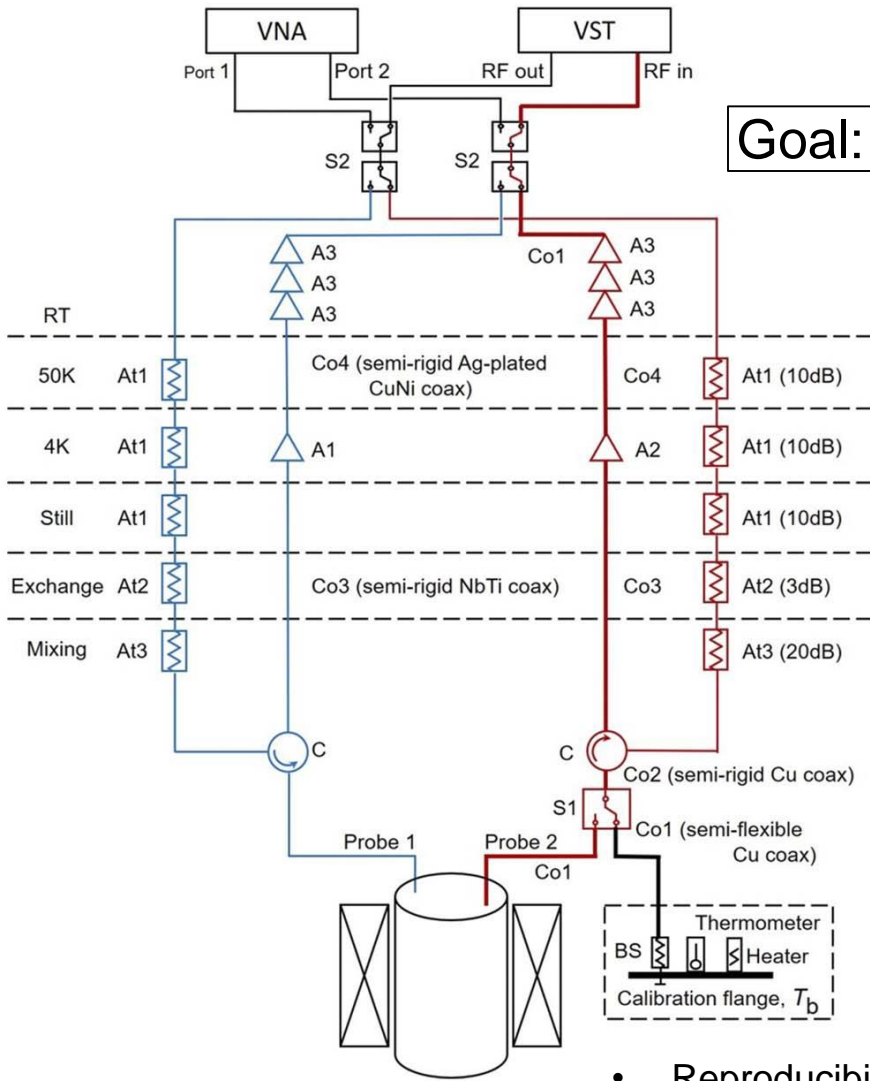 VNA
VST
Port 1
Port 2
RF out
RF in
Goal:
S2
S2
A3
A3
A3
Co1
A3
A3
A3
RT
50K
At1
Co4 (semi-rigid Ag-plated
CuNi coax)
Co4
At1 (10dB)
4K
At1
A1
A2
At1 (10dB)
Still
At1
At1 (10dB)
Exchange
At2
Co3 (semi-rigid NbTi coax)
Co3
At2 (3dB)
Mixing
At3
At3 (20dB)
C
C
Co2 (semi-rigid Cu coax)
S1
Co1 (semi-flexible
Cu coax)
Probe 1
Probe 2
Co1
Thermometer
BS
Heater
Calibration flange, Tb
• Reproducibi